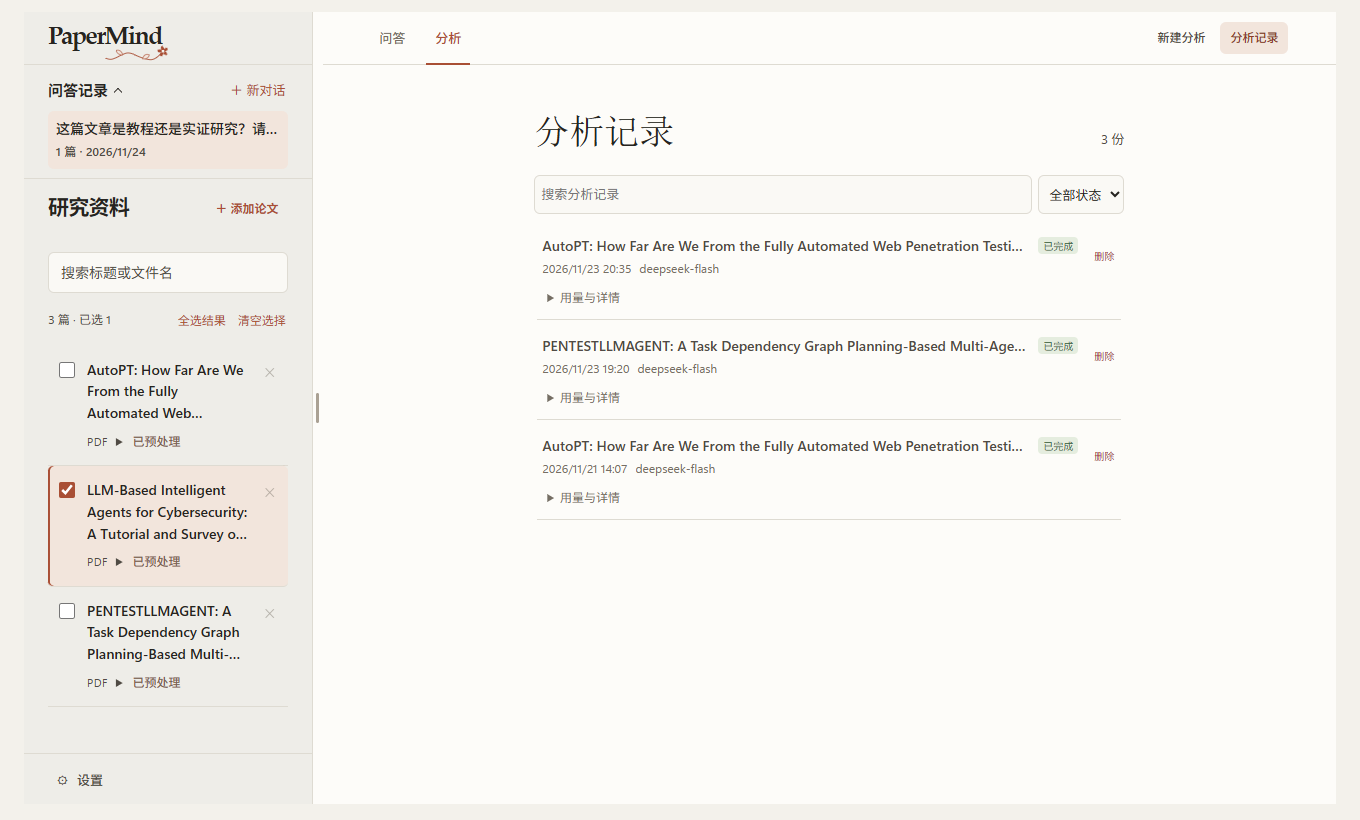 PaperMind
问答记录
+ 新对话
这篇文章是教程还是实证研究？请...
1 篇 · 2026/11/24
研究资料
+ 添加论文
搜索标题或文件名
3 篇 · 已选 1
全选结果 清空选择
AutoPT: How Far Are We
From the Fully
Automated Web...
PDF ▶ 已预处理
LLM-Based Intelligent
Agents for Cybersecurity:
A Tutorial and Survey o...
PDF ▶ 已预处理
PENTESTLLMAGENT: A
Task Dependency Graph
Planning-Based Multi-...
PDF ▶ 已预处理
设置
问答 分析
新建分析 分析记录
分析记录
3 份
搜索分析记录
全部状态
AutoPT: How Far Are We From the Fully Automated Web Penetration Testi... 已完成
删除
2026/11/23 20:35 deepseek-flash
▶ 用量与详情
PENTESTLLMAGENT: A Task Dependency Graph Planning-Based Multi-Age... 已完成
删除
2026/11/23 19:20 deepseek-flash
▶ 用量与详情
AutoPT: How Far Are We From the Fully Automated Web Penetration Testi... 已完成
删除
2026/11/21 14:07 deepseek-flash
▶ 用量与详情